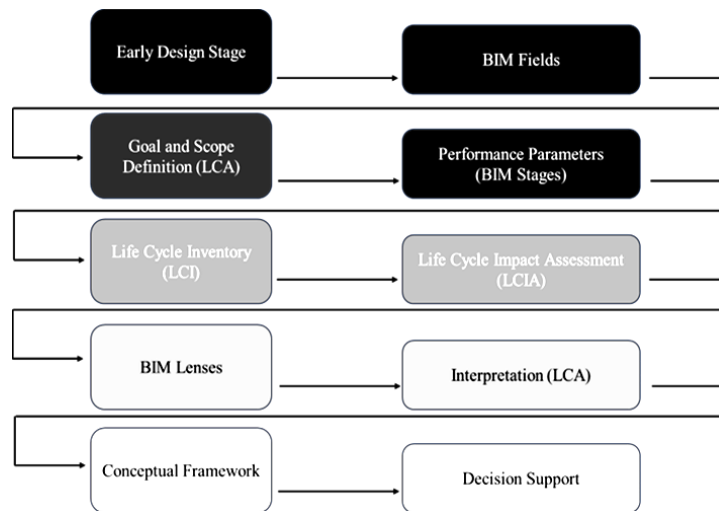 Early Design Stage
BIM Fields
Goal and Scope
Definition (LCA)
Performance Parameters
(BIM Stages)
Life Cycle Inventory
(LCI)
Life Cycle Impact Assessment
(LCIA)
BIM Lenses
Interpretation (LCA)
Conceptual Framework
Decision Support